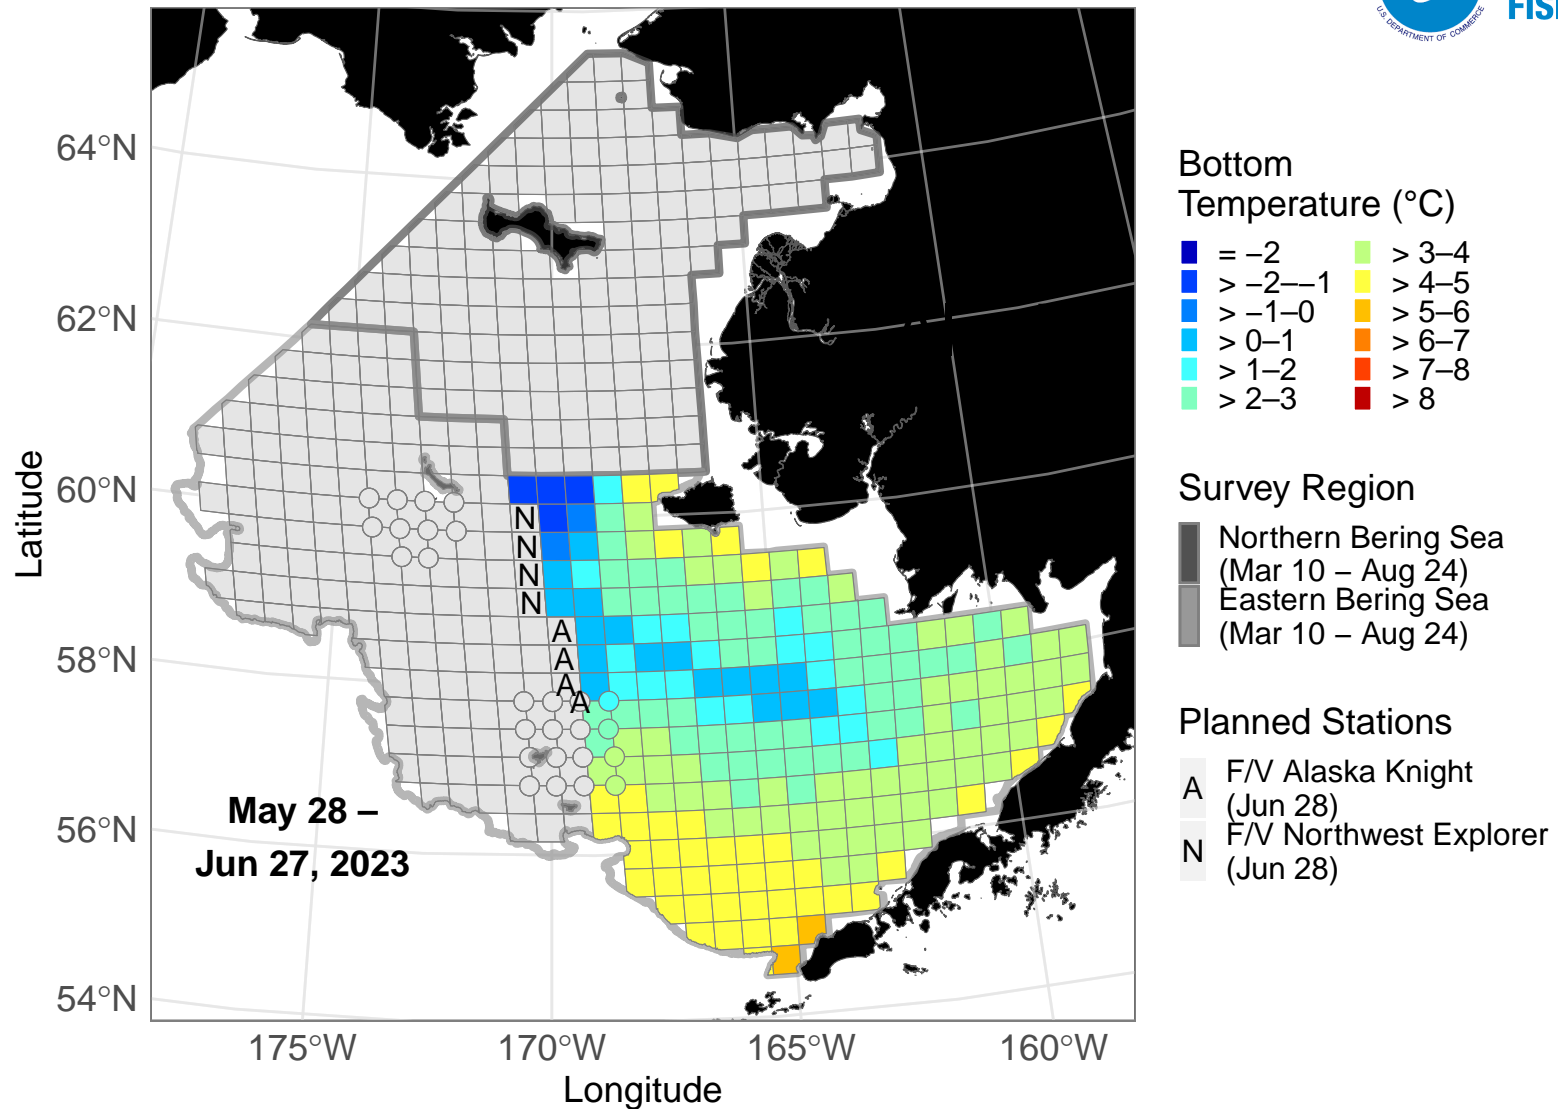 U.S. DEPARTMENT OF COMMERCE
64°N
62°N
60°N
58°N
56°N
54°N
Latitude
175°W
170°W
165°W
160°W
Longitude
N
N
N
N
A
A
A
A
May 28 –
Jun 27, 2023
Bottom
Temperature (°C)
= −2
> −2–−1
> −1–0
> 0–1
> 1–2
> 2–3
> 3–4
> 4–5
> 5–6
> 6–7
> 7–8
> 8
Survey Region
Northern Bering Sea
(Mar 10 – Aug 24)
Eastern Bering Sea
(Mar 10 – Aug 24)
Planned Stations
A F/V Alaska Knight
(Jun 28)
N F/V Northwest Explorer
(Jun 28)